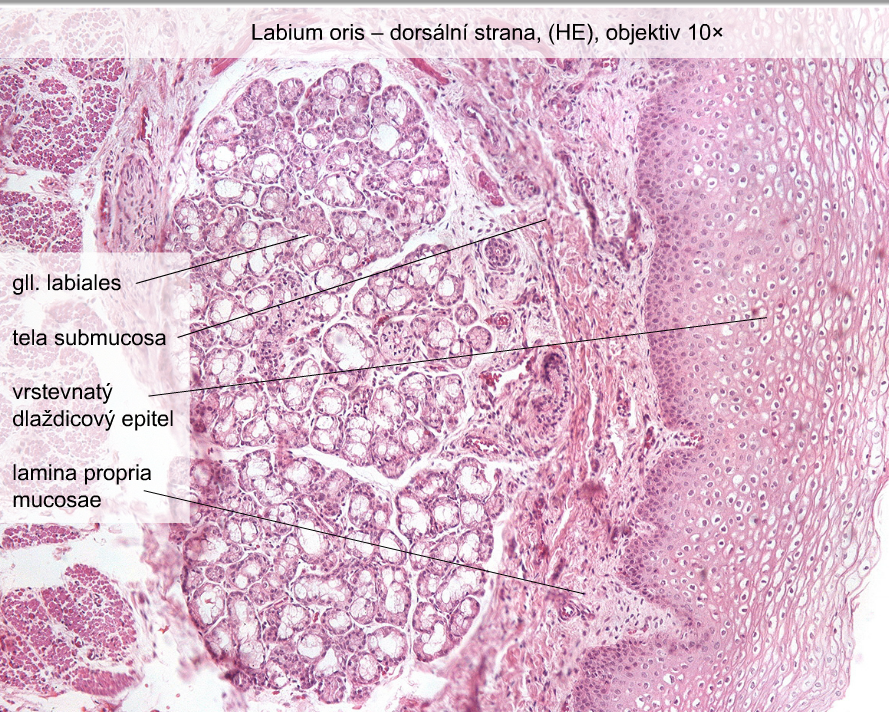 Labium oris – dorsální strana, (HE), objektiv 10×
gll. labiales
tela submucosa
vrstevnatý
dlaždicový epitel
lamina propria
mucosae